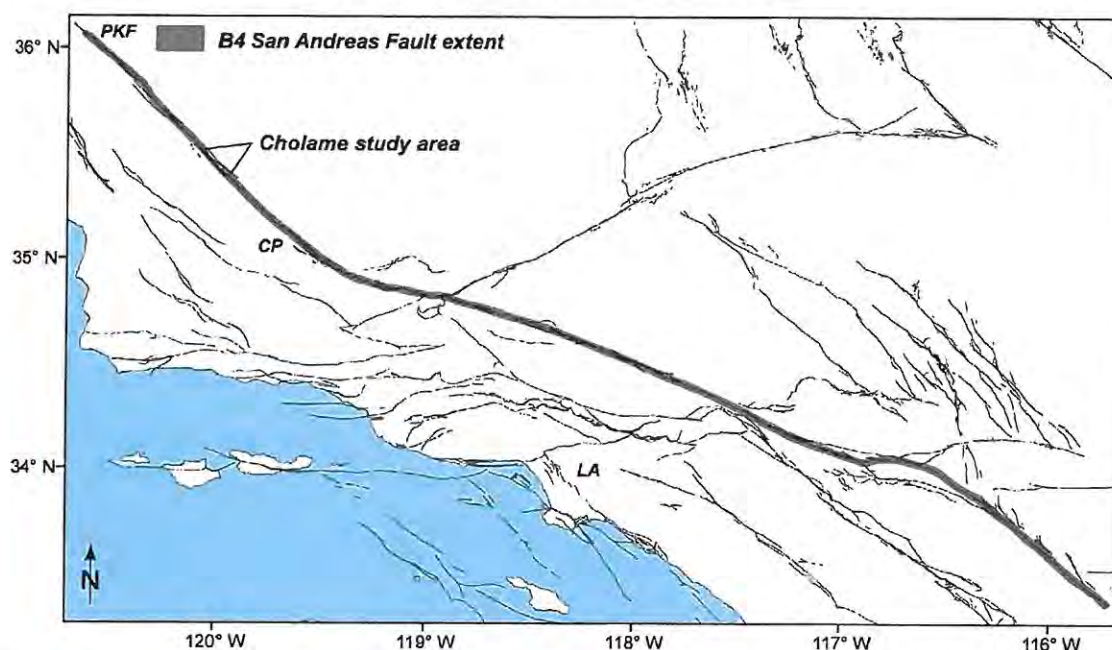 PKF
B4 San Andreas Fault extent
36° N
Cholame study area
35° N
CP
34° N
LA
N
120° W
119° W
118° W
117° W
116° W